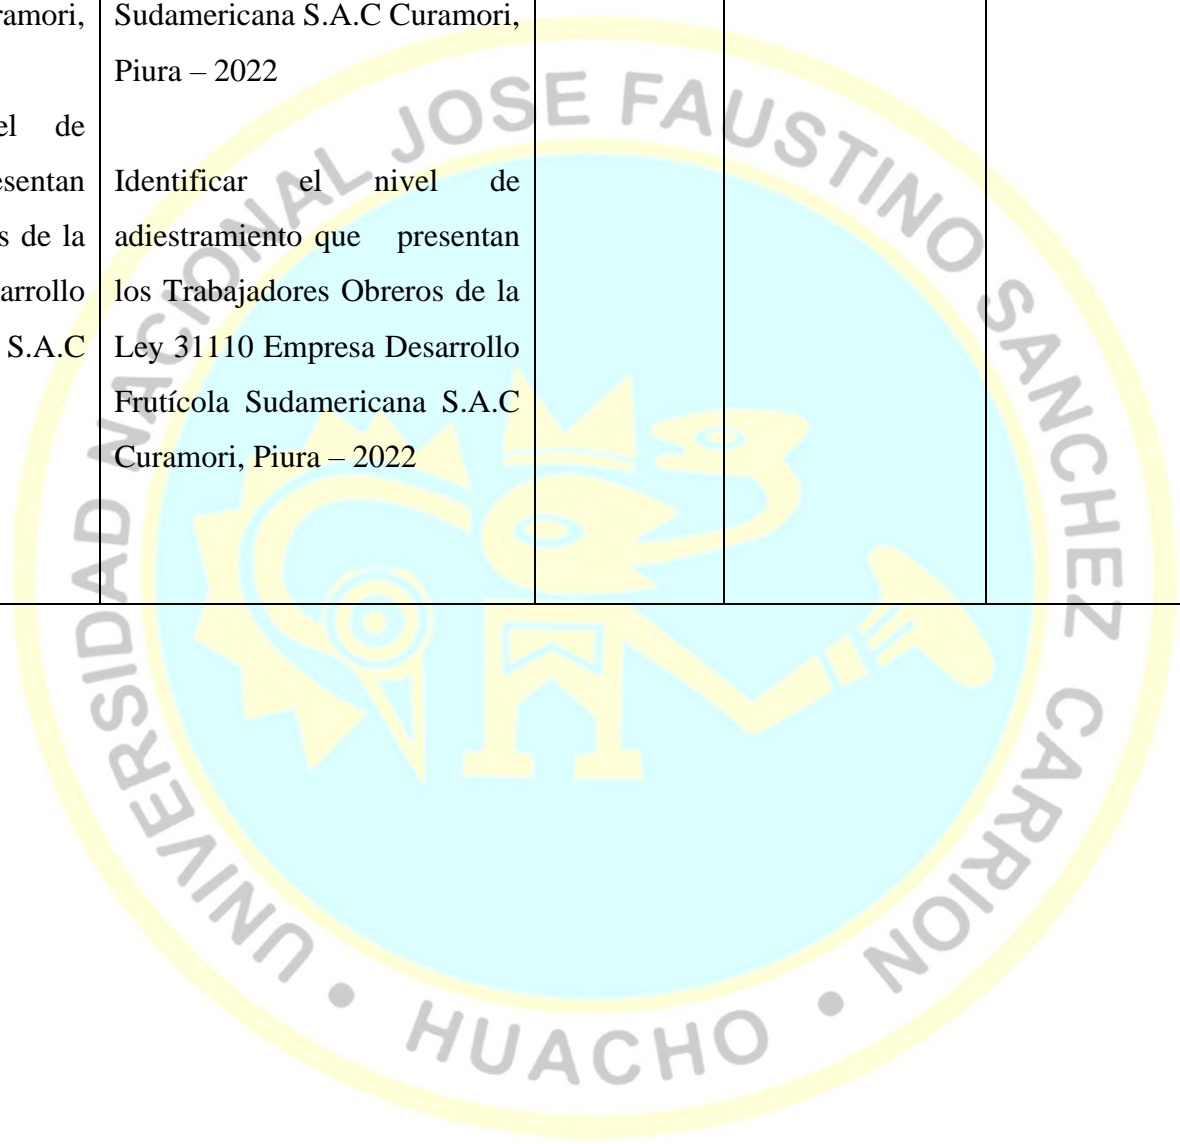 ramori,
el de
esentan
s de la
arrollo
S.A.C
Sudamericana S.A.C Curamori,
Piura – 2022
Identificar el nivel de
adiestramiento que presentan
los Trabajadores Obreros de la
Ley 31110 Empresa Desarrollo
Frutícola Sudamericana S.A.C
Curamori, Piura – 2022
UNIVERSIDAD NACIONAL JOSE FAUSTINO SANCHEZ CARRION
• HUACHO •